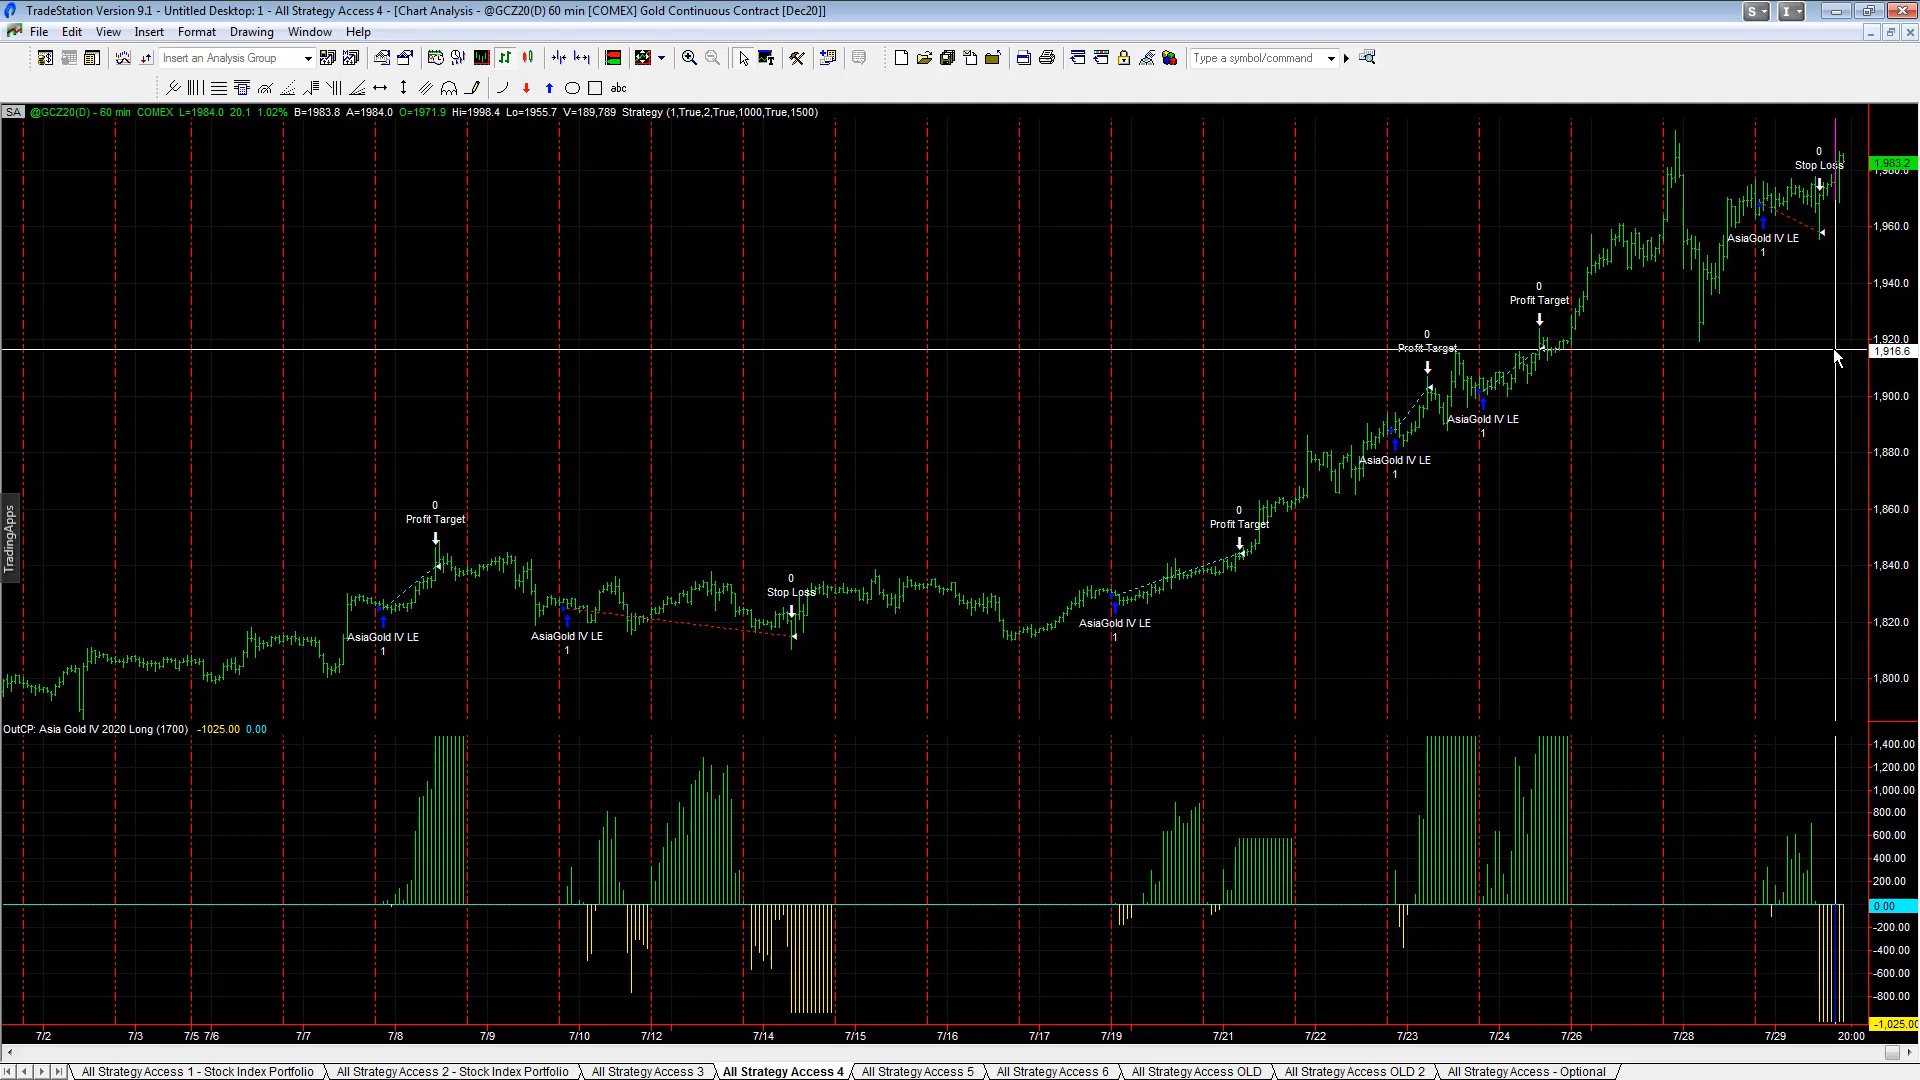 TradeStation Version 9.1 - Untitled Desktop: 1 - All Strategy Access 4 - [Chart Analysis - @GCZ20(D) 60 min [COMEX] Gold Continuous Contract [Dec20]]
S
I
File Edit View Insert Format Drawing Window Help
Insert an Analysis Group
Type a symbol/command
abc
SA @GCZ20(D) - 60 min COMEX L=1984.0 20.1 1.02% B=1983.8 A=1984.0 O=1971.9 Hi=1998.4 Lo=1955.7 V=189,789 Strategy (1,True,2,True,1000,True,1500)
0
Stop Loss
1,983.2
1,980.0
1,960.0
AsiaGold IV LE
1
1,940.0
0
Profit Target
1,920.0
0
Profit Target
1,916.6
1,900.0
AsiaGold IV LE
1
1,880.0
AsiaGold IV LE
1
1,860.0
0
Profit Target
0
Profit Target
TradingApps
1,840.0
0
Stop Loss
1,820.0
AsiaGold IV LE
1
AsiaGold IV LE
1
AsiaGold IV LE
1
1,800.0
OutCP: Asia Gold IV 2020 Long (1700) -1025.00 0.00
1,400.00
1,200.00
1,000.00
800.00
600.00
400.00
200.00
0.00
-200.00
-400.00
-600.00
-800.00
-1,025.00
7/2 7/3 7/5 7/6 7/7 7/8 7/9 7/10 7/12 7/14 7/15 7/16 7/19 7/21 7/22 7/23 7/24 7/26 7/28 7/29 20:00
All Strategy Access 1 - Stock Index Portfolio All Strategy Access 2 - Stock Index Portfolio All Strategy Access 3 All Strategy Access 4 All Strategy Access 5 All Strategy Access 6 All Strategy Access OLD All Strategy Access OLD 2 All Strategy Access - Optional